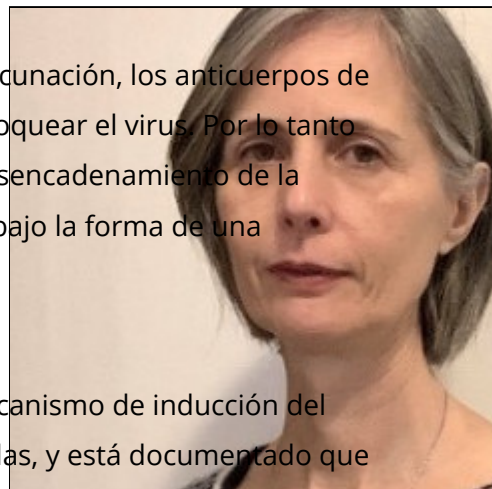 cunación, los anticuerpos de
oquear el virus. Por lo tanto
sencadenamiento de la
bajo la forma de una
canismo de inducción del
las, y está documentado que